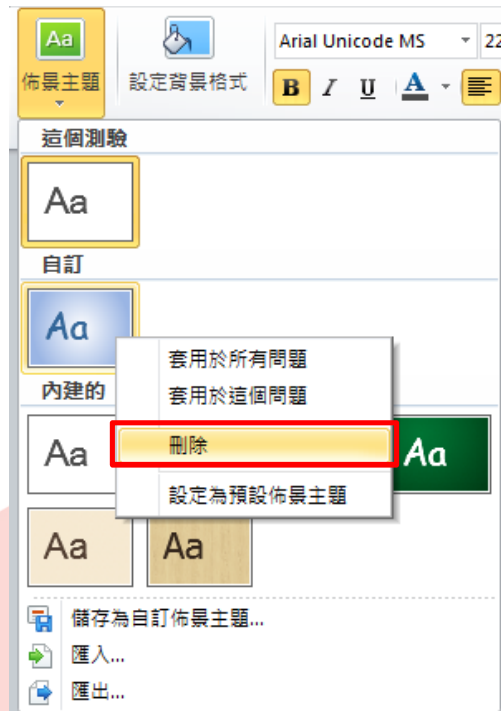 Aa
Arial Unicode MS 22
佈景主題
設定背景格式
B I U A
這個測驗
Aa
自訂
Aa
套用於所有問題
內建的
套用於這個問題
Aa
刪除
Aa
設定為預設佈景主題
Aa
Aa
儲存為自訂佈景主題...
匯入...
匯出...